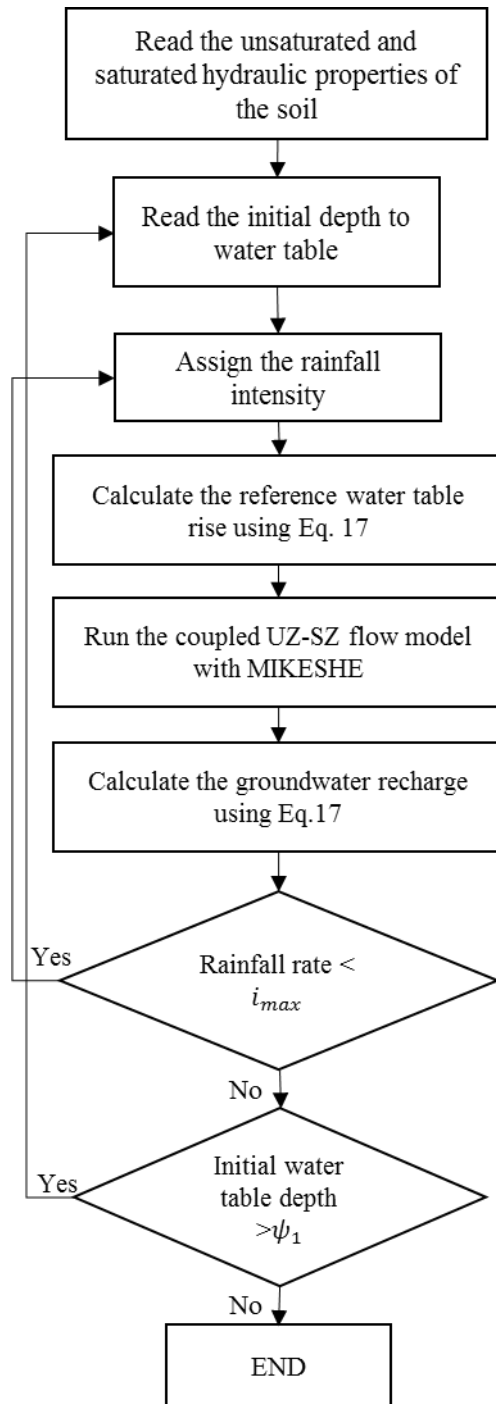 Read the unsaturated and
saturated hydraulic properties of
the soil
Read the initial depth to
water table
Assign the rainfall
intensity
Calculate the reference water table
rise using Eq. 17
Run the coupled UZ-SZ flow model
with MIKESHE
Calculate the groundwater recharge
using Eq.17
Yes
Rainfall rate <
i_{max}
No
Yes
Initial water
table depth
>ψ₁
No
END